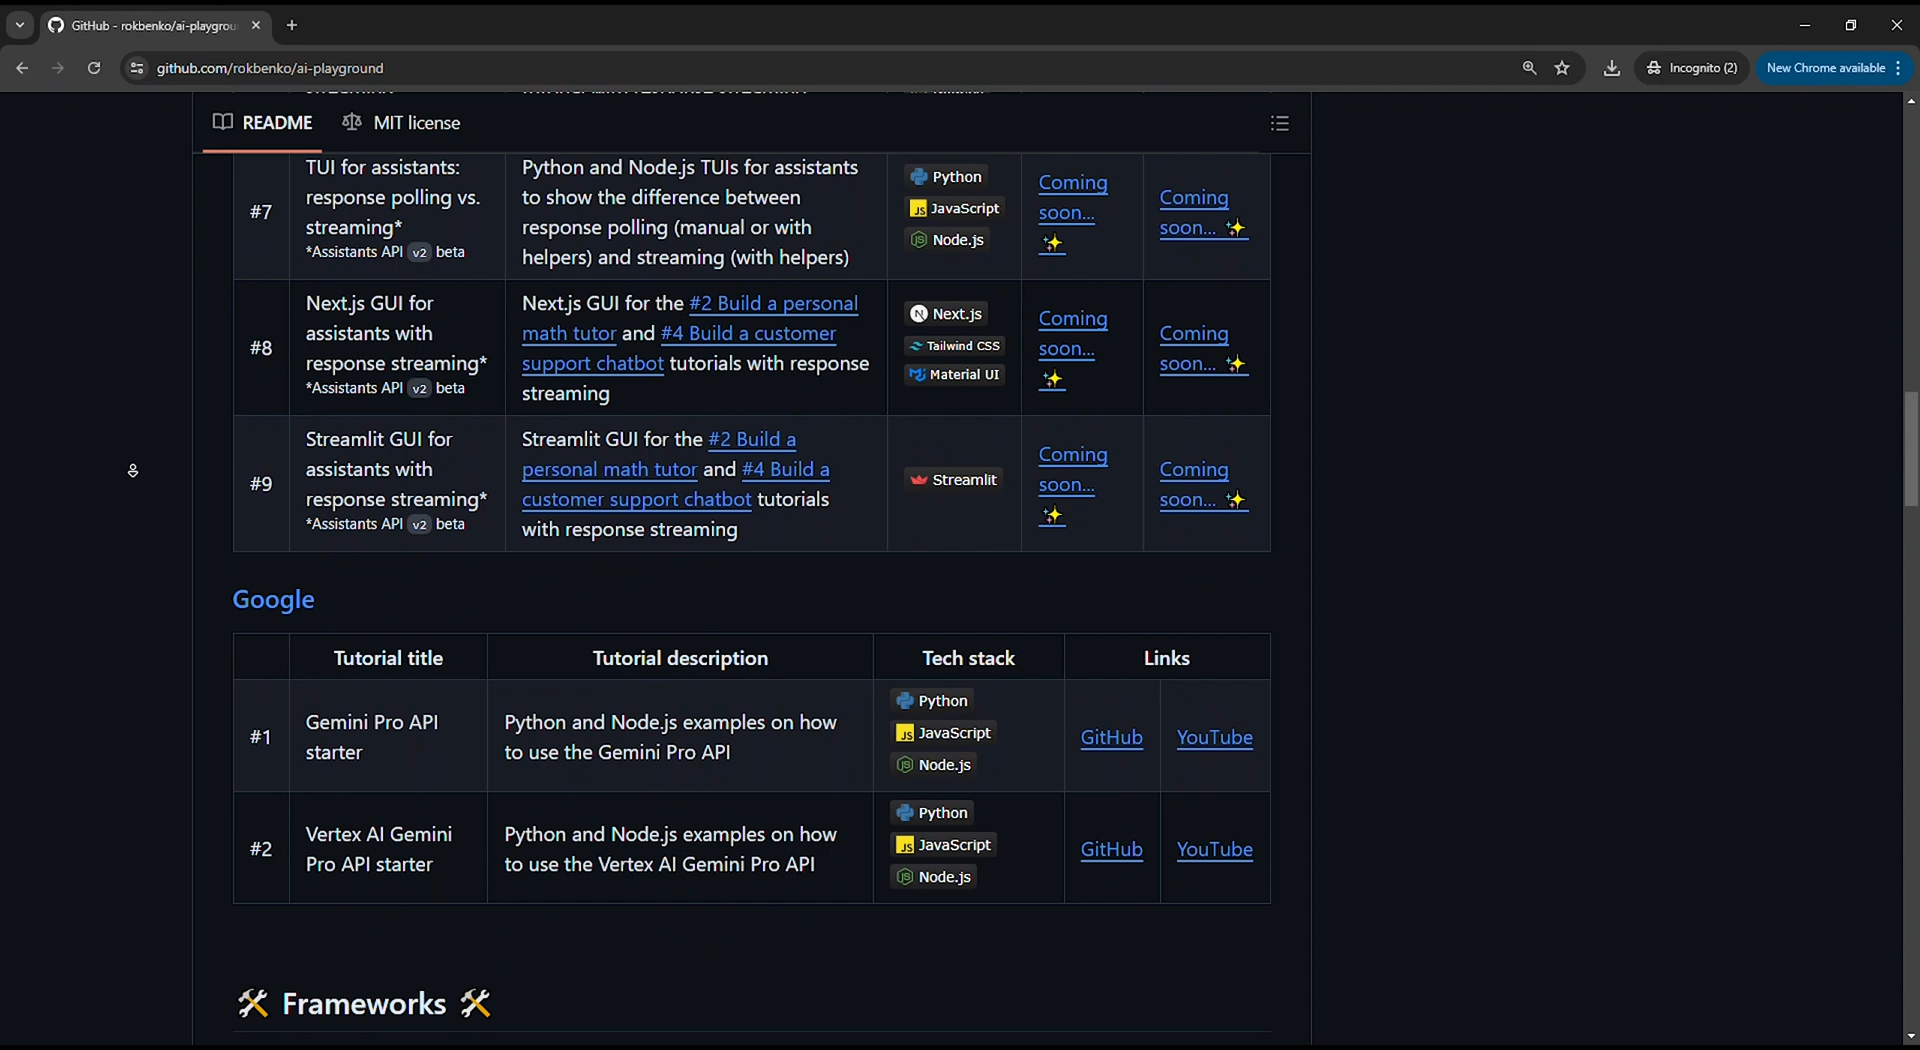 GitHub - rokbenko/ai-playgrou
github.com/rokbenko/ai-playground
Incognito (2)
New Chrome available
README
MIT license
#7
TUI for assistants:
response polling vs.
streaming*
*Assistants API v2 beta
Python and Node.js TUIs for assistants
to show the difference between
response polling (manual or with
helpers) and streaming (with helpers)
Python
JavaScript
Node.js
Coming
soon...
✨
Coming
soon... ✨
#8
Next.js GUI for
assistants with
response streaming*
*Assistants API v2 beta
Next.js GUI for the #2 Build a personal
math tutor and #4 Build a customer
support chatbot tutorials with response
streaming
Next.js
Tailwind CSS
Material UI
Coming
soon...
✨
Coming
soon... ✨
#9
Streamlit GUI for
assistants with
response streaming*
*Assistants API v2 beta
Streamlit GUI for the #2 Build a
personal math tutor and #4 Build a
customer support chatbot tutorials
with response streaming
Streamlit
Coming
soon...
✨
Coming
soon... ✨
Google
Tutorial title
Tutorial description
Tech stack
Links
#1
Gemini Pro API
starter
Python and Node.js examples on how
to use the Gemini Pro API
Python
JS JavaScript
Node.js
GitHub
YouTube
#2
Vertex AI Gemini
Pro API starter
Python and Node.js examples on how
to use the Vertex AI Gemini Pro API
Python
JS JavaScript
Node.js
GitHub
YouTube
🛠 Frameworks 🛠